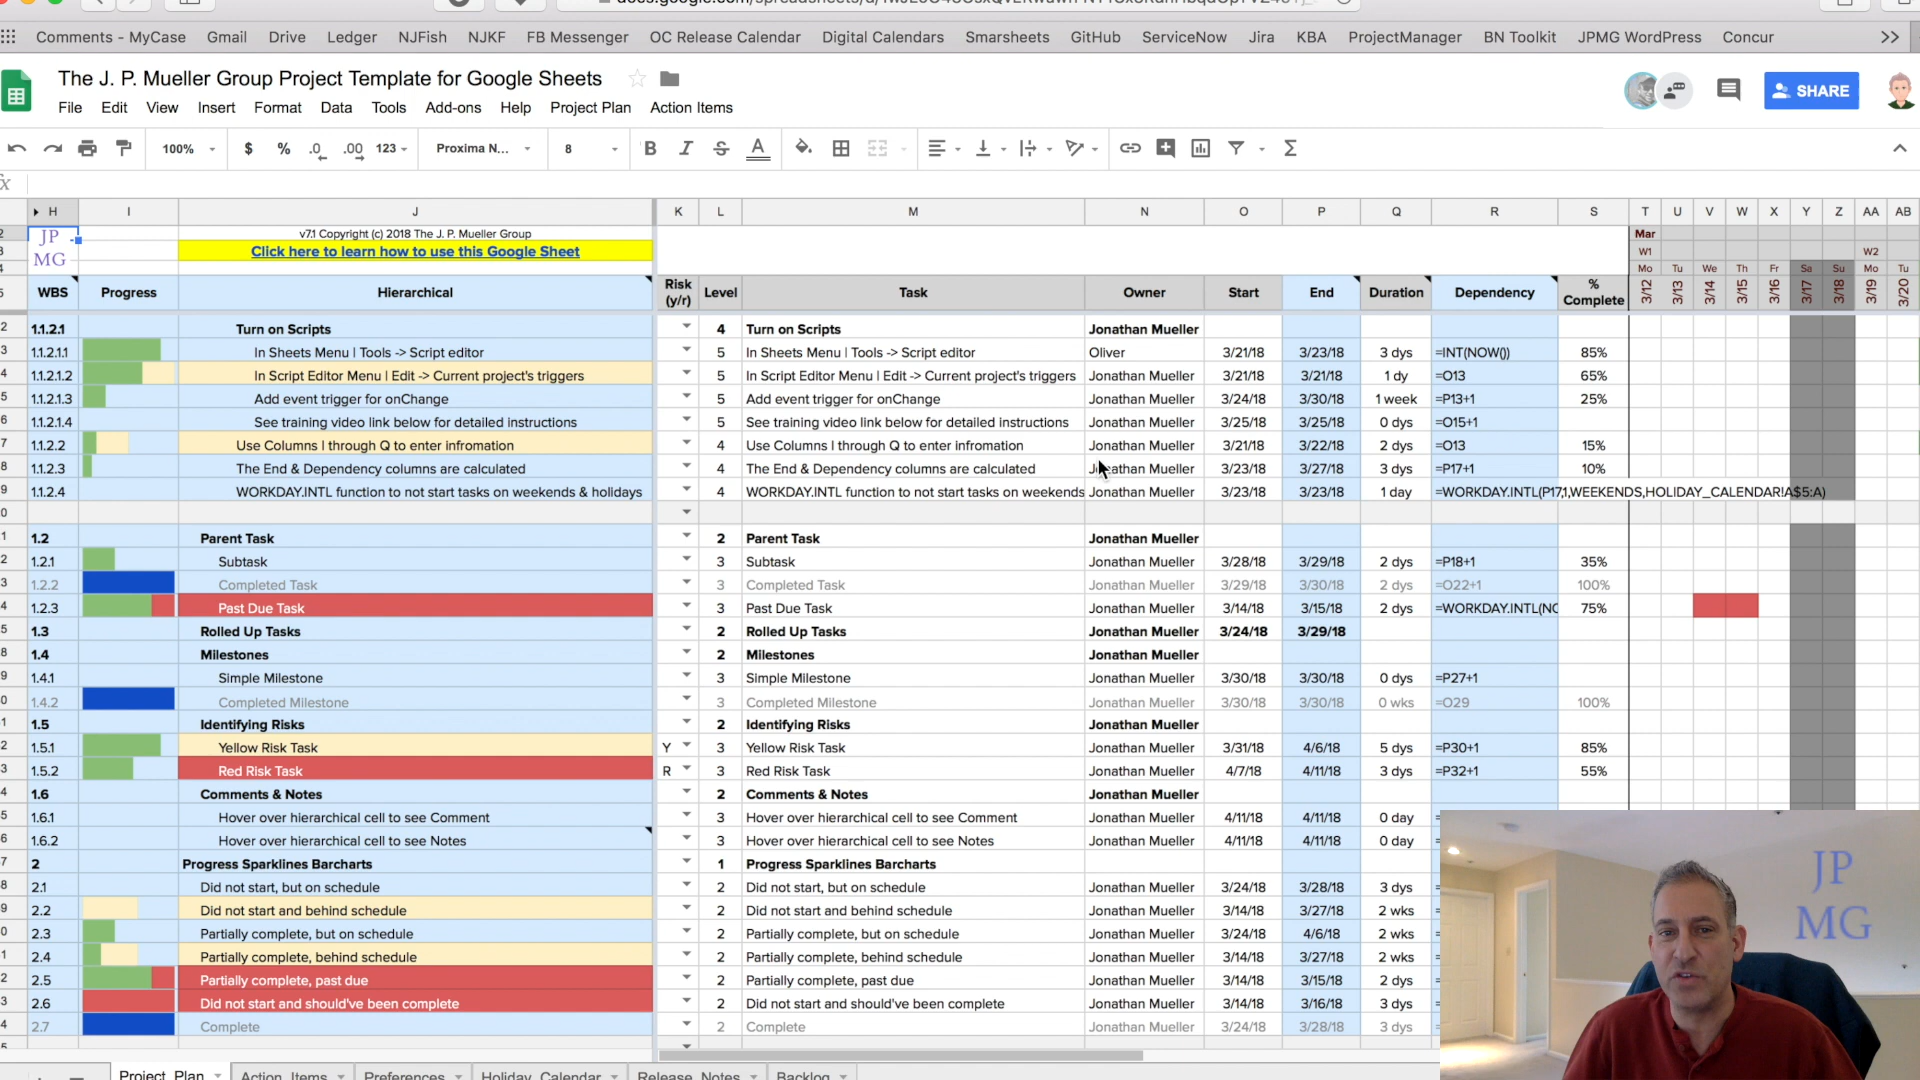 Comments - MyCase Gmail Drive Ledger NJFish NJKF FB Messenger OC Release Calendar Digital Calendars Smarsheets GitHub ServiceNow Jira KBA ProjectManager BN Toolkit JPMG WordPress Concur
The J. P. Mueller Group Project Template for Google Sheets
SHARE
File Edit View Insert Format Data Tools Add-ons Help Project Plan Action Items
100% $ % .0 .00 123 Proxima N... 8 B I S A
H I J K L M N O P Q R S T U V W X Y Z AA AB
JP MG
v7.1 Copyright (c) 2018 The J. P. Mueller Group
Mar
Click here to learn how to use this Google Sheet
W1 W2
Mo Tu We Th Fr Sa Su Mo Tu
WBS Progress Hierarchical Risk (y/r) Level Task Owner Start End Duration Dependency % Complete 3/12 3/13 3/14 3/15 3/16 3/17 3/18 3/19 3/20
1.1.2.1 Turn on Scripts 4 Turn on Scripts Jonathan Mueller
1.1.2.1.1 In Sheets Menu | Tools -> Script editor 5 In Sheets Menu | Tools -> Script editor Oliver 3/21/18 3/23/18 3 dys =INT(NOW()) 85%
1.1.2.1.2 In Script Editor Menu | Edit -> Current project's triggers 5 In Script Editor Menu | Edit -> Current project's triggers Jonathan Mueller 3/21/18 3/21/18 1 dy =O13 65%
1.1.2.1.3 Add event trigger for onChange 5 Add event trigger for onChange Jonathan Mueller 3/24/18 3/30/18 1 week =P13+1 25%
1.1.2.1.4 See training video link below for detailed instructions 5 See training video link below for detailed instructions Jonathan Mueller 3/25/18 3/25/18 0 dys =O15+1
1.1.2.2 Use Columns I through Q to enter infromation 4 Use Columns I through Q to enter infromation Jonathan Mueller 3/21/18 3/22/18 2 dys =O13 15%
1.1.2.3 The End & Dependency columns are calculated 4 The End & Dependency columns are calculated Jonathan Mueller 3/23/18 3/27/18 3 dys =P17+1 10%
1.1.2.4 WORKDAY.INTL function to not start tasks on weekends & holidays 4 WORKDAY.INTL function to not start tasks on weekends Jonathan Mueller 3/23/18 3/23/18 1 day =WORKDAY.INTL(P17,1,WEEKENDS,HOLIDAY_CALENDAR!A$5:A)
1.2 Parent Task 2 Parent Task Jonathan Mueller
1.2.1 Subtask 3 Subtask Jonathan Mueller 3/28/18 3/29/18 2 dys =P18+1 35%
1.2.2 Completed Task 3 Completed Task Jonathan Mueller 3/29/18 3/30/18 2 dys =O22+1 100%
1.2.3 Past Due Task 3 Past Due Task Jonathan Mueller 3/14/18 3/15/18 2 dys =WORKDAY.INTL(NO 75%
1.3 Rolled Up Tasks 2 Rolled Up Tasks Jonathan Mueller 3/24/18 3/29/18
1.4 Milestones 2 Milestones Jonathan Mueller
1.4.1 Simple Milestone 3 Simple Milestone Jonathan Mueller 3/30/18 3/30/18 0 dys =P27+1
1.4.2 Completed Milestone 3 Completed Milestone Jonathan Mueller 3/30/18 3/30/18 0 wks =O29 100%
1.5 Identifying Risks 2 Identifying Risks Jonathan Mueller
1.5.1 Yellow Risk Task Y 3 Yellow Risk Task Jonathan Mueller 3/31/18 4/6/18 5 dys =P30+1 85%
1.5.2 Red Risk Task R 3 Red Risk Task Jonathan Mueller 4/7/18 4/11/18 3 dys =P32+1 55%
1.6 Comments & Notes 2 Comments & Notes Jonathan Mueller
1.6.1 Hover over hierarchical cell to see Comment 3 Hover over hierarchical cell to see Comment Jonathan Mueller 4/11/18 4/11/18 0 day
1.6.2 Hover over hierarchical cell to see Notes 3 Hover over hierarchical cell to see Notes Jonathan Mueller 4/11/18 4/11/18 0 day
2 Progress Sparklines Barcharts 1 Progress Sparklines Barcharts
2.1 Did not start, but on schedule 2 Did not start, but on schedule Jonathan Mueller 3/24/18 3/28/18 3 dys =
2.2 Did not start and behind schedule 2 Did not start and behind schedule Jonathan Mueller 3/14/18 3/27/18 2 wks =
2.3 Partially complete, but on schedule 2 Partially complete, but on schedule Jonathan Mueller 3/24/18 4/6/18 2 wks =
2.4 Partially complete, behind schedule 2 Partially complete, behind schedule Jonathan Mueller 3/14/18 3/27/18 2 wks =
2.5 Partially complete, past due 2 Partially complete, past due Jonathan Mueller 3/14/18 3/15/18 2 dys =
2.6 Did not start and should've been complete 2 Did not start and should've been complete Jonathan Mueller 3/14/18 3/16/18 3 dys =
2.7 Complete 2 Complete Jonathan Mueller 3/24/18 3/28/18 3 dys =
JP
MG
Project_Plan Action_Items Preferences Holiday_Calendar Release_Notes Backlog